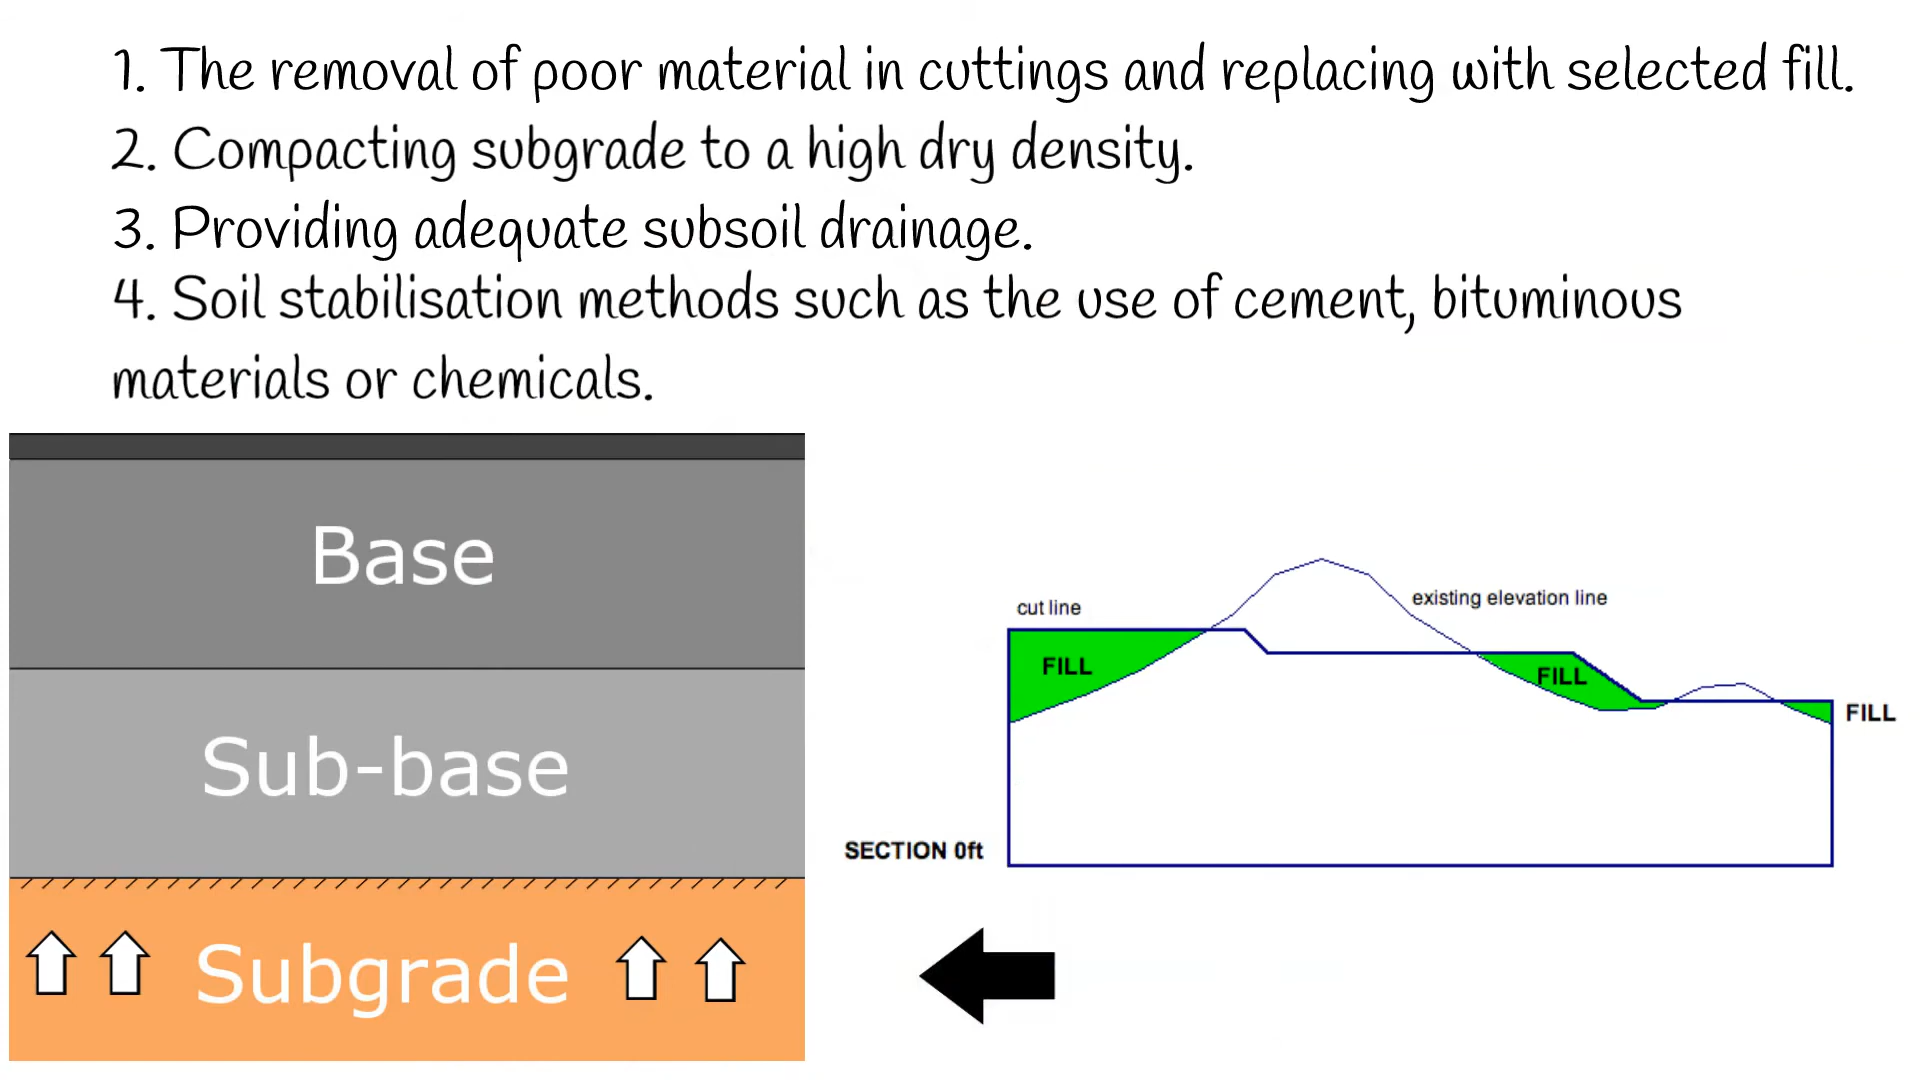 1. The removal of poor material in cuttings and replacing with selected fill.
2. Compacting subgrade to a high dry density.
3. Providing adequate subsoil drainage.
4. Soil stabilisation methods such as the use of cement, bituminous
materials or chemicals.
Base
Sub-base
Subgrade
cut line
existing elevation line
FILL
FILL
FILL
SECTION 0ft